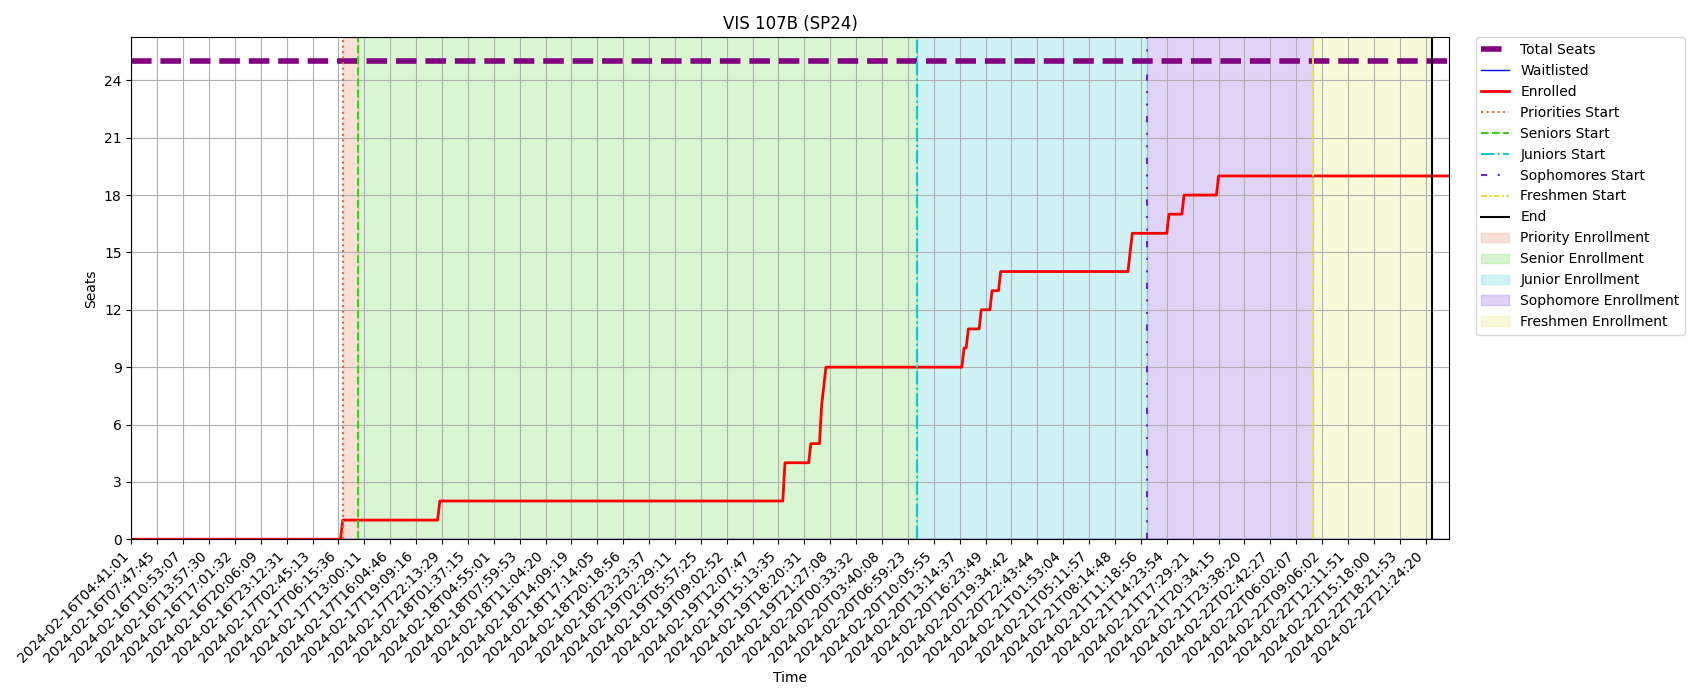 VIS 107B (SP24)
Seats
24
21
18
15
12
9
6
3
0
2024-02-16T04:41:01
2024-02-16T07:47:45
2024-02-16T10:53:07
2024-02-16T13:57:30
2024-02-16T17:01:32
2024-02-16T20:06:09
2024-02-16T23:12:31
2024-02-17T02:45:13
2024-02-17T06:15:36
2024-02-17T13:00:11
2024-02-17T16:04:46
2024-02-17T19:09:16
2024-02-17T22:13:29
2024-02-18T01:37:15
2024-02-18T04:55:01
2024-02-18T07:59:53
2024-02-18T11:04:20
2024-02-18T14:09:19
2024-02-18T17:14:05
2024-02-18T20:18:56
2024-02-18T23:23:37
2024-02-19T02:29:11
2024-02-19T05:57:25
2024-02-19T09:02:52
2024-02-19T12:07:47
2024-02-19T15:13:35
2024-02-19T18:20:31
2024-02-19T21:27:08
2024-02-20T00:33:32
2024-02-20T03:40:08
2024-02-20T06:59:23
2024-02-20T10:05:55
2024-02-20T13:14:37
2024-02-20T16:23:49
2024-02-20T19:34:42
2024-02-20T22:43:44
2024-02-21T01:53:04
2024-02-21T05:11:57
2024-02-21T08:14:48
2024-02-21T11:18:56
2024-02-21T14:23:54
2024-02-21T17:29:21
2024-02-21T20:34:15
2024-02-21T23:38:20
2024-02-22T02:42:27
2024-02-22T06:02:07
2024-02-22T09:06:02
2024-02-22T12:11:51
2024-02-22T15:18:00
2024-02-22T18:21:53
2024-02-22T21:24:20
Time
Total Seats
Waitlisted
Enrolled
Priorities Start
Seniors Start
Juniors Start
Sophomores Start
Freshmen Start
End
Priority Enrollment
Senior Enrollment
Junior Enrollment
Sophomore Enrollment
Freshmen Enrollment